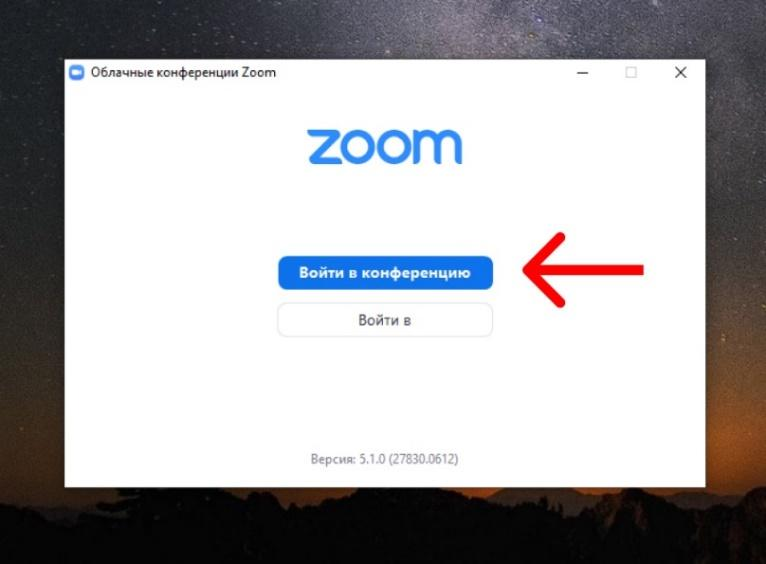 Облачные конференции Zoom
zoom
Войти в конференцию
Войти в
Версия: 5.1.0 (27830.0612)